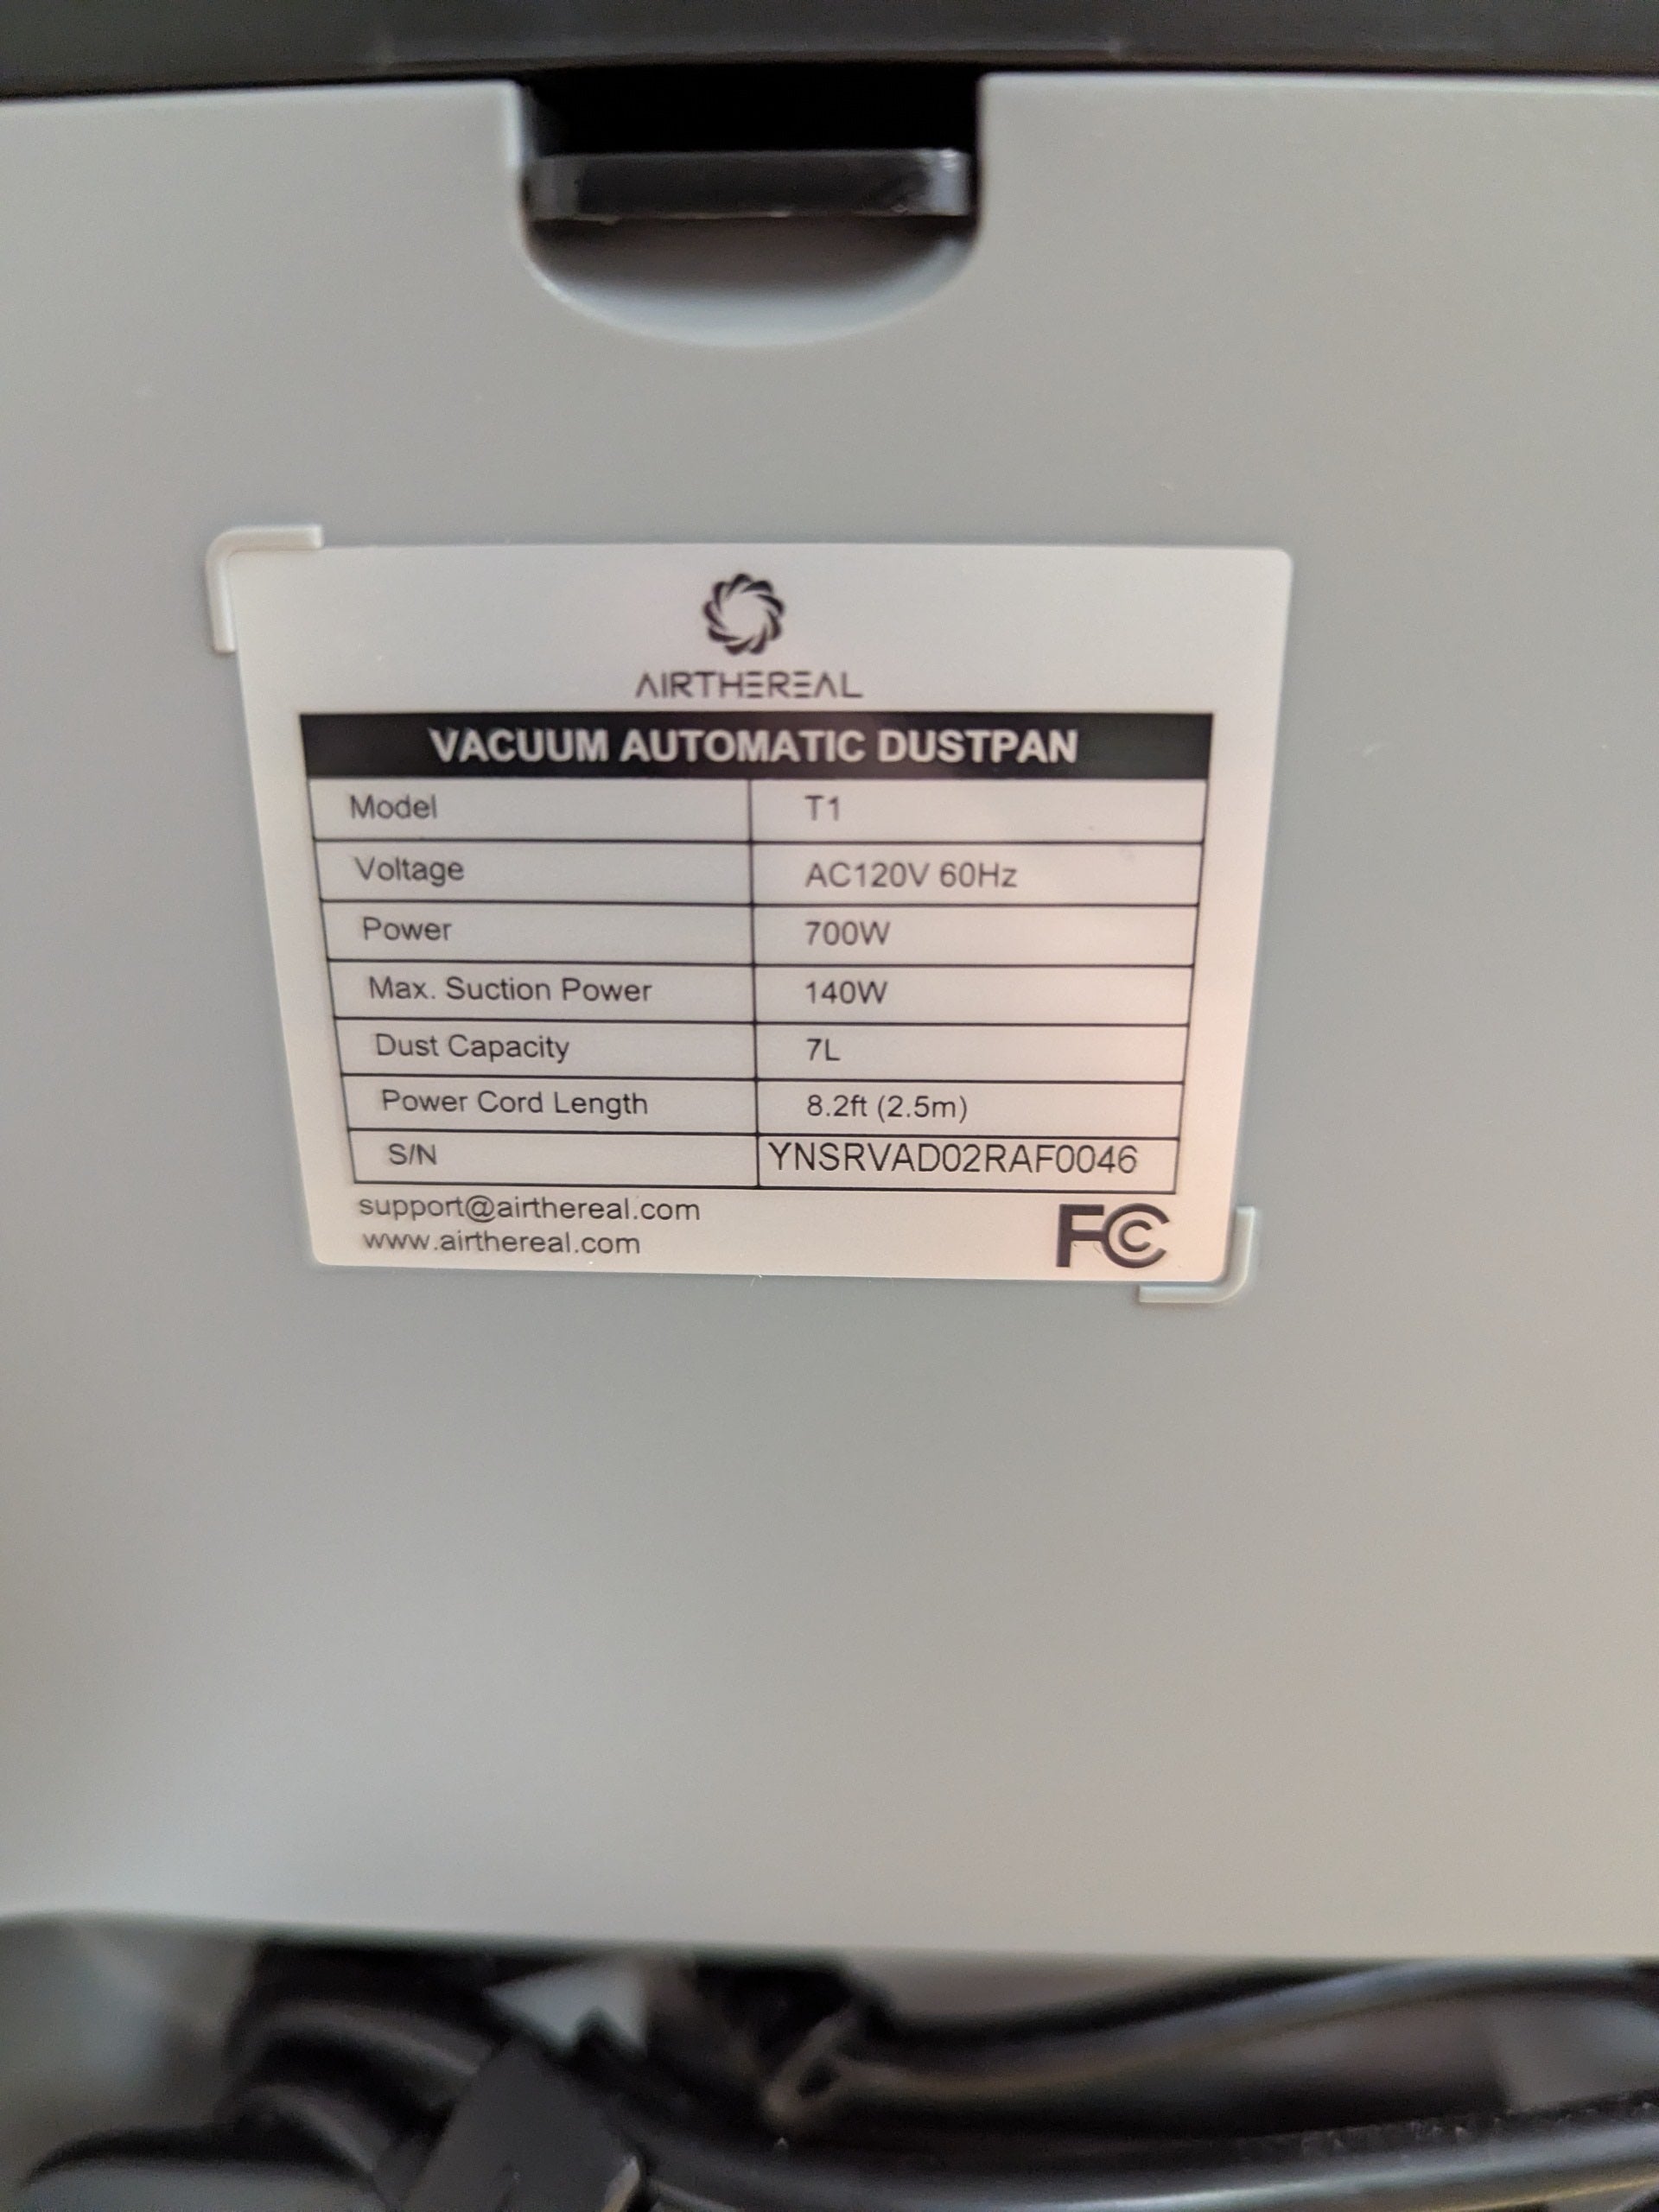 AIRTHEREAL
VACUUM AUTOMATIC DUSTPAN
Model T1
Voltage AC120V 60Hz
Power 700W
Max. Suction Power 140W
Dust Capacity 7L
Power Cord Length 8.2ft (2.5m)
S/N YNSRVAD02RAF0046
support@airthereal.com
www.airthereal.com
FC